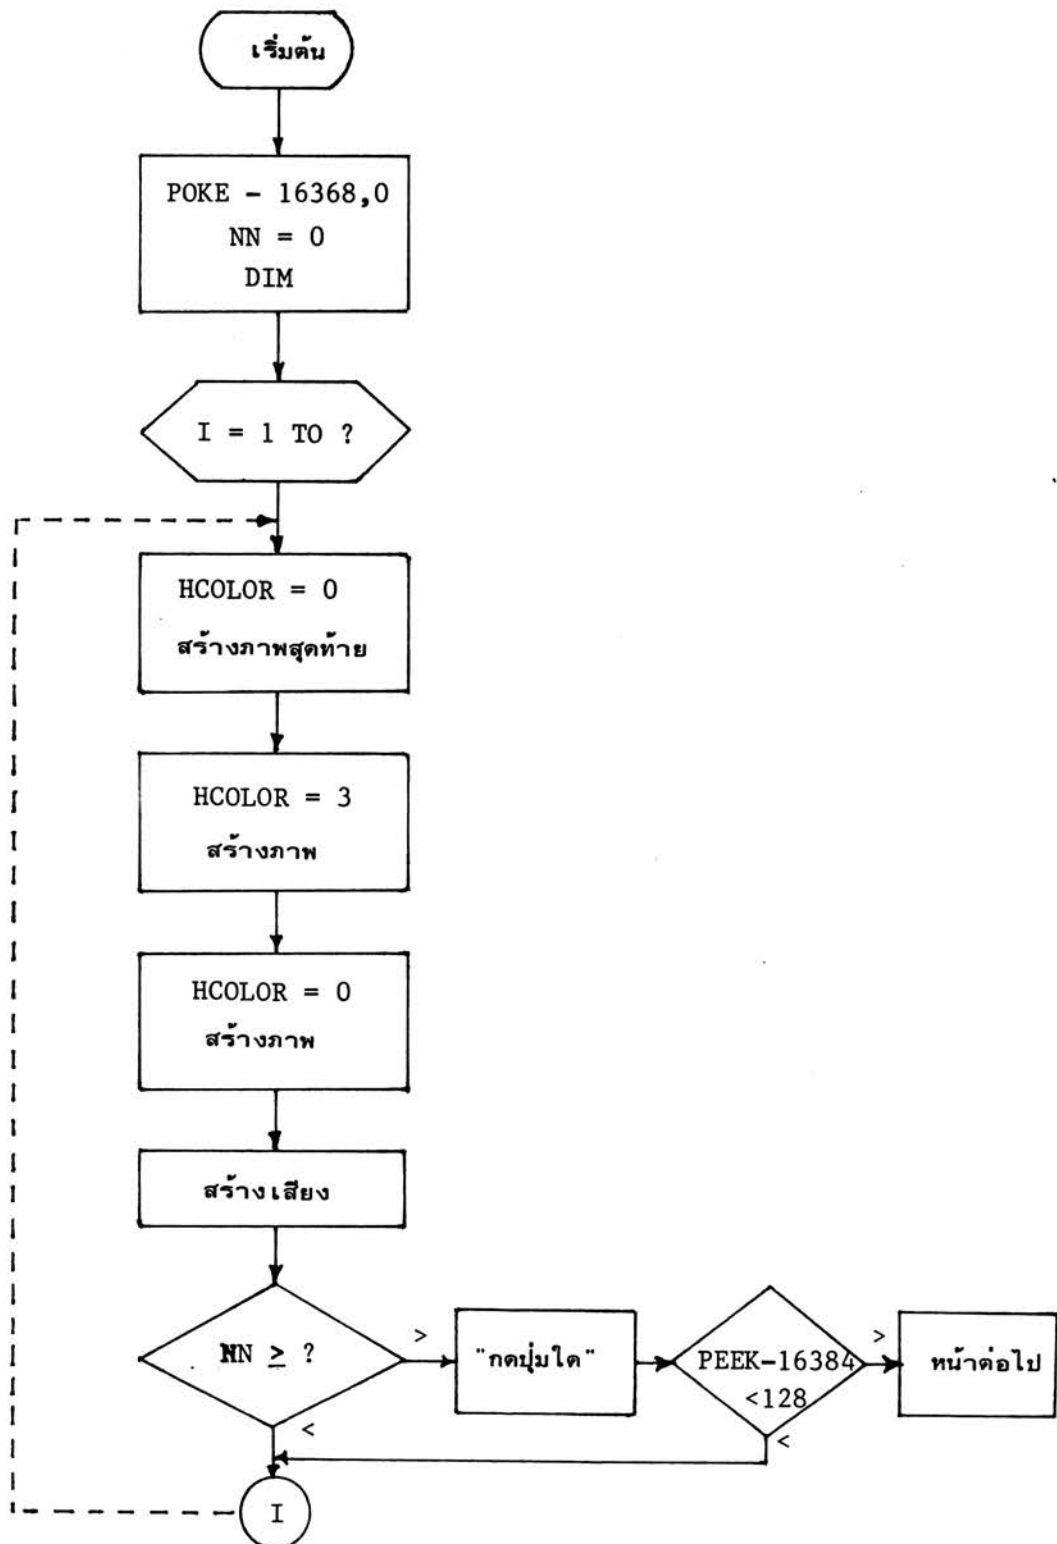 เริ่มต้น
POKE - 16368,0
NN = 0
DIM
I = 1 TO ?
HCOLOR = 0
สร้างภาพสุดท้าย
HCOLOR = 3
สร้างภาพ
HCOLOR = 0
สร้างภาพ
สร้างเสียง
NN ≥ ?
>
"กดปุ่มใด"
PEEK-16384
<128
>
หน้าต่อไป
<
<
I